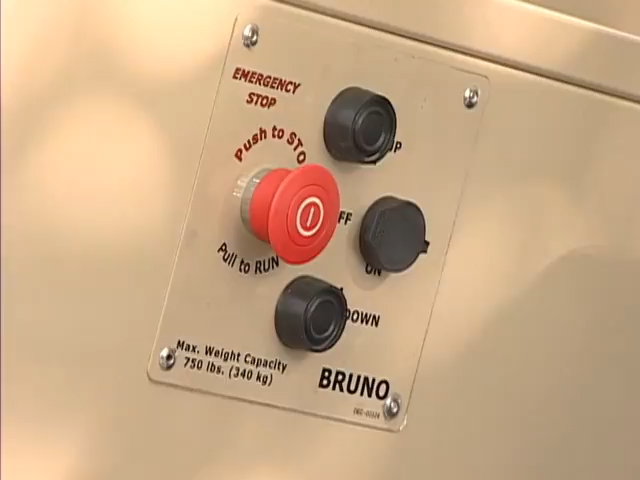 EMERGENCY
STOP
Push to STO
UP
FF
Pull to RUN
ON
DOWN
Max. Weight Capacity
750 lbs. (340 kg)
BRUNO